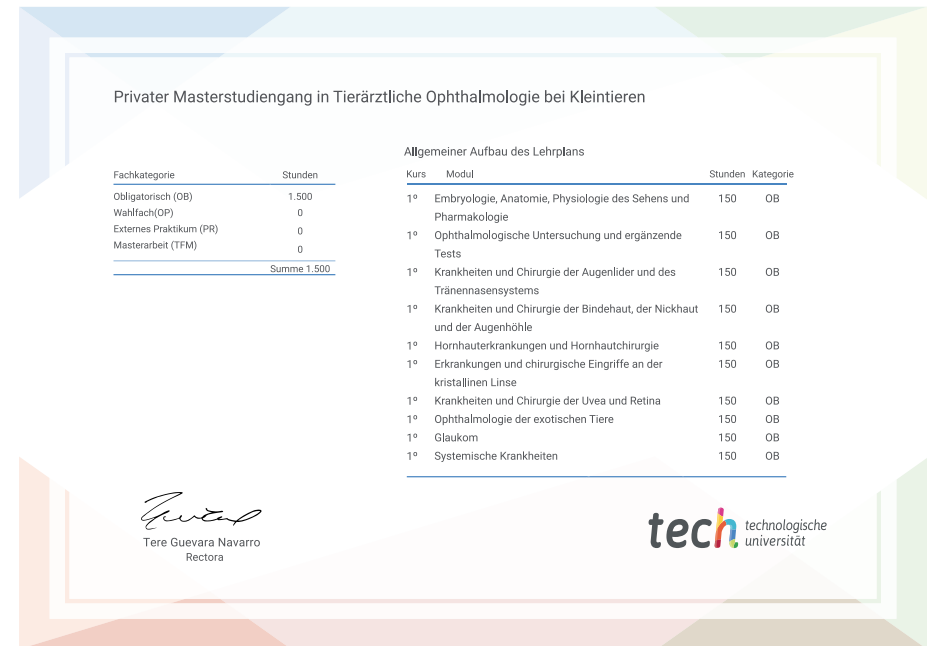 Privater Masterstudiengang in Tierärztliche Ophthalmologie bei Kleintieren
Fachkategorie Stunden
Obligatorisch (OB) 1.500
Wahlfach(OP) 0
Externes Praktikum (PR) 0
Masterarbeit (TFM) 0
Summe 1.500
Allgemeiner Aufbau des Lehrplans
Kurs Modul Stunden Kategorie
1º Embryologie, Anatomie, Physiologie des Sehens und 150 OB
Pharmakologie
1º Ophthalmologische Untersuchung und ergänzende 150 OB
Tests
1º Krankheiten und Chirurgie der Augenlider und des 150 OB
Tränennasensystems
1º Krankheiten und Chirurgie der Bindehaut, der Nickhaut 150 OB
und der Augenhöhle
1º Hornhauterkrankungen und Hornhautchirurgie 150 OB
1º Erkrankungen und chirurgische Eingriffe an der 150 OB
kristallinen Linse
1º Krankheiten und Chirurgie der Uvea und Retina 150 OB
1º Ophthalmologie der exotischen Tiere 150 OB
1º Glaukom 150 OB
1º Systemische Krankheiten 150 OB
Tere Guevara Navarro
Rectora
tech technologische
universität